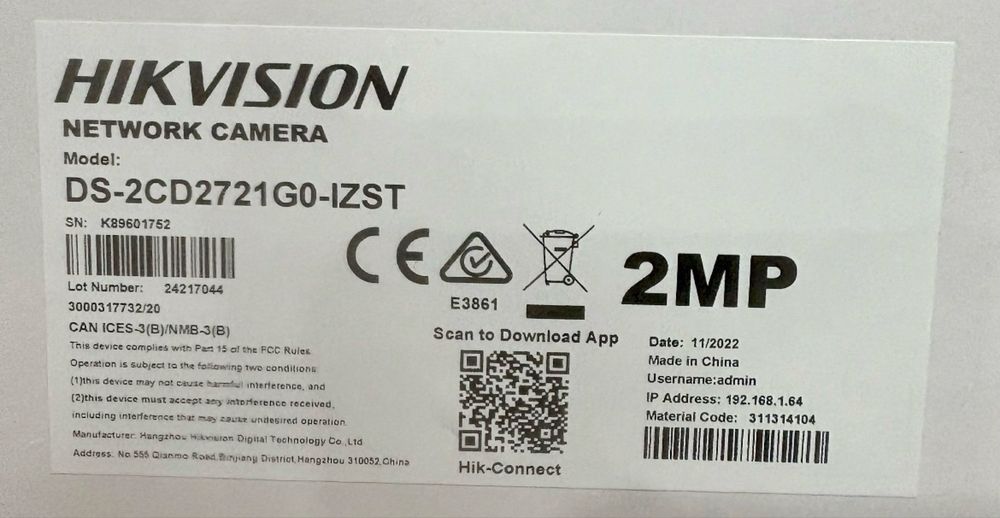 HIKVISION
NETWORK CAMERA
Model:
DS-2CD2721G0-IZST
SN: K89601752
Lot Number: 24217044
3000317732/20
CAN ICES-3(B)/NMB-3(B)
This device complies with Part 15 of the FCC Rules.
Operation is subject to the following two conditions:
(1)this device may not cause harmful interference, and
(2)this device must accept any interference received,
including interference that may cause undesired operation.
Manufacturer: Hangzhou Hikvision Digital Technology Co.,Ltd
Address: No 555 Qianmo Road,Binjiang District,Hangzhou 310052,China
CE
E3861
Scan to Download App
Hik-Connect
2MP
Date: 11/2022
Made in China
Username:admin
IP Address: 192.168.1.64
Material Code: 311314104